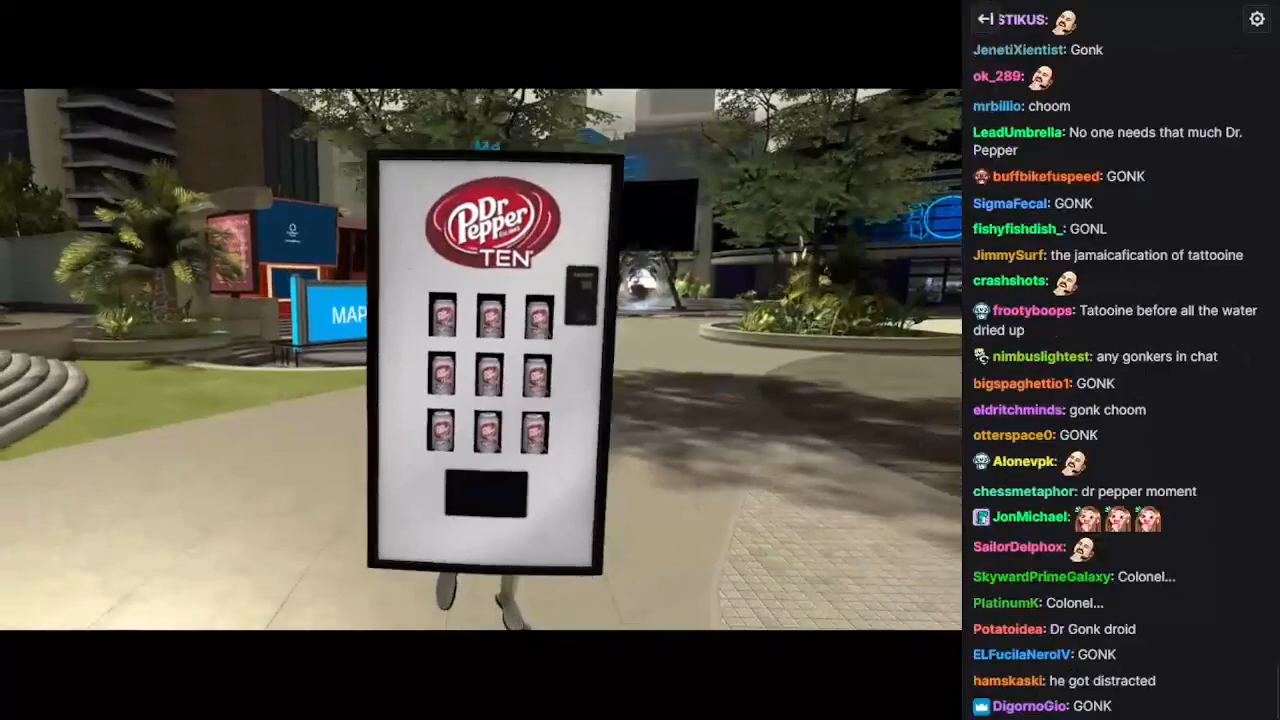 Dr
Pepper
TEN
MAP
STIKUS:
JenetiXientist: Gonk
ok_289:
mrbillio: choom
LeadUmbrella: No one needs that much Dr.
Pepper
buffbikefuspeed: GONK
SigmaFecal: GONK
fishyfishdish_: GONL
JimmySurf: the jamaicafication of tattooine
crashshots:
frootyboops: Tatooine before all the water
dried up
nimbuslightest: any gonkers in chat
bigspaghettio1: GONK
eldritchminds: gonk choom
otterspace0: GONK
Alonevpk:
chessmetaphor: dr pepper moment
JonMichael:
SailorDelphox:
SkywardPrimeGalaxy: Colonel...
PlatinumK: Colonel...
Potatoidea: Dr Gonk droid
ELFucilaNeroIV: GONK
hamskaski: he got distracted
DigornoGio: GONK